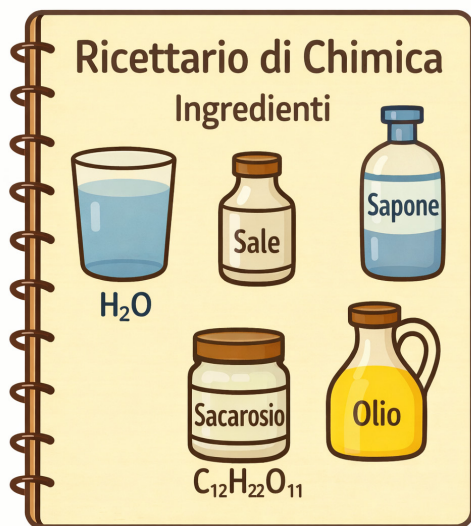 Ricettario di Chimica
Ingredienti
Sapone
Sale
H₂O
Sacarosio
Olio
C₁₂H₂₂O₁₁